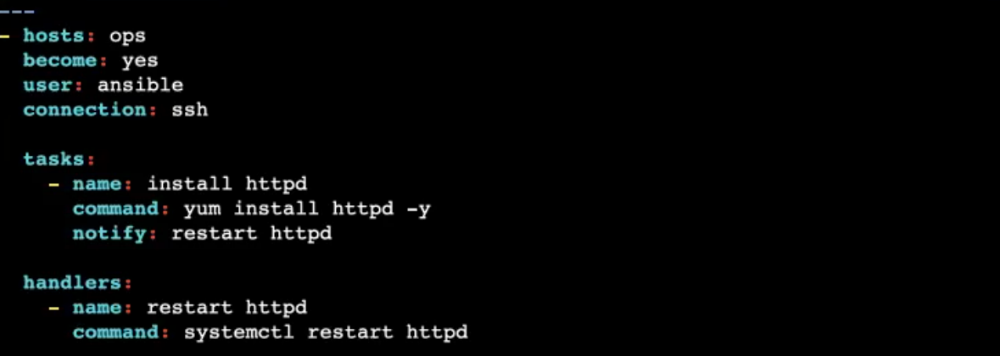 ---
- hosts: ops
  become: yes
  user: ansible
  connection: ssh

  tasks:
    - name: install httpd
      command: yum install httpd -y
      notify: restart httpd

  handlers:
    - name: restart httpd
      command: systemctl restart httpd